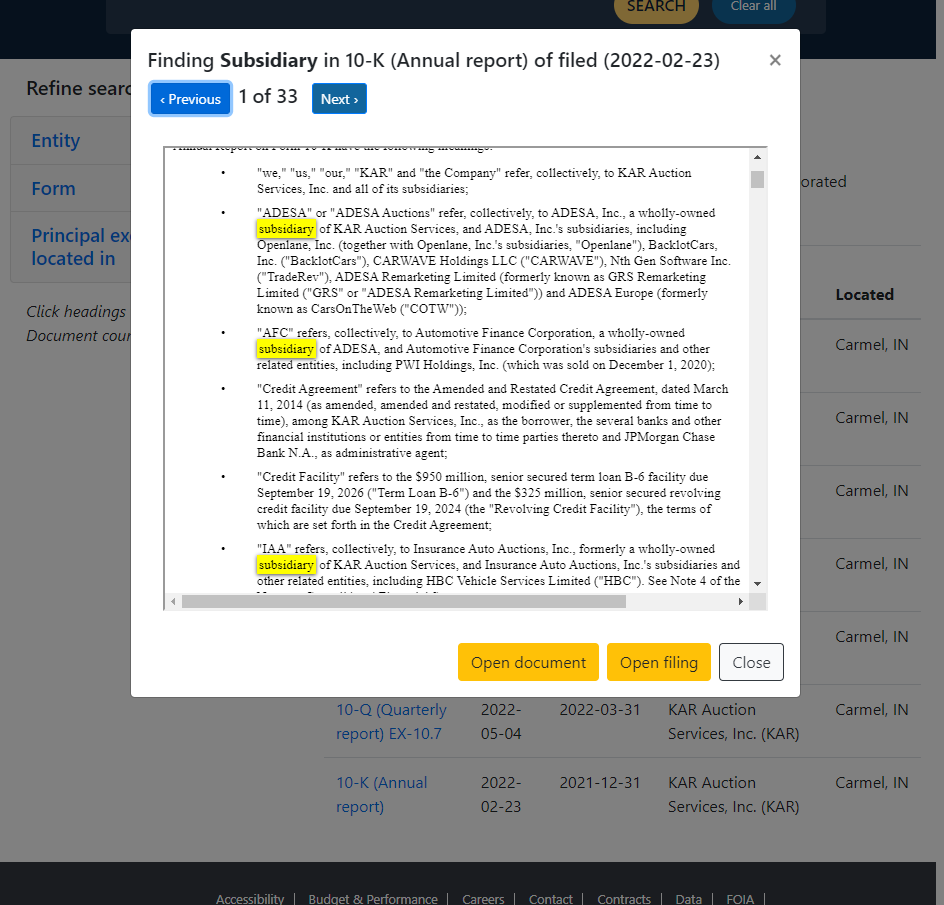 SEARCH
Clear all
Finding Subsidiary in 10-K (Annual report) of filed (2022-02-23)
×
‹ Previous
1 of 33
Next ›
Annual Report on Form 10-K have the following meanings:
• "we," "us," "our," "KAR" and "the Company" refer, collectively, to KAR Auction
Services, Inc. and all of its subsidiaries;
• "ADESA" or "ADESA Auctions" refer, collectively, to ADESA, Inc., a wholly-owned
subsidiary of KAR Auction Services, and ADESA, Inc.'s subsidiaries, including
Openlane, Inc. (together with Openlane, Inc.'s subsidiaries, "Openlane"), BacklotCars,
Inc. ("BacklotCars"), CARWAVE Holdings LLC ("CARWAVE"), Nth Gen Software Inc.
("TradeRev"), ADESA Remarketing Limited (formerly known as GRS Remarketing
Limited ("GRS" or "ADESA Remarketing Limited")) and ADESA Europe (formerly
known as CarsOnTheWeb ("COTW"));
• "AFC" refers, collectively, to Automotive Finance Corporation, a wholly-owned
subsidiary of ADESA, and Automotive Finance Corporation's subsidiaries and other
related entities, including PWI Holdings, Inc. (which was sold on December 1, 2020);
• "Credit Agreement" refers to the Amended and Restated Credit Agreement, dated March
11, 2014 (as amended, amended and restated, modified or supplemented from time to
time), among KAR Auction Services, Inc., as the borrower, the several banks and other
financial institutions or entities from time to time parties thereto and JPMorgan Chase
Bank N.A., as administrative agent;
• "Credit Facility" refers to the $950 million, senior secured term loan B-6 facility due
September 19, 2026 ("Term Loan B-6") and the $325 million, senior secured revolving
credit facility due September 19, 2024 (the "Revolving Credit Facility"), the terms of
which are set forth in the Credit Agreement;
• "IAA" refers, collectively, to Insurance Auto Auctions, Inc., formerly a wholly-owned
subsidiary of KAR Auction Services, and Insurance Auto Auctions, Inc.'s subsidiaries and
other related entities, including HBC Vehicle Services Limited ("HBC"). See Note 4 of the
Open document
Open filing
Close
Refine sear
Entity
Form
Principal ex
located in
Click headings
Document cour
orated
Located
Carmel, IN
Carmel, IN
Carmel, IN
Carmel, IN
Carmel, IN
10-Q (Quarterly 2022- 2022-03-31 KAR Auction Carmel, IN
report) EX-10.7 05-04 Services, Inc. (KAR)
10-K (Annual 2022- 2021-12-31 KAR Auction Carmel, IN
report) 02-23 Services, Inc. (KAR)
Accessibility | Budget & Performance | Careers | Contact | Contracts | Data | FOIA |